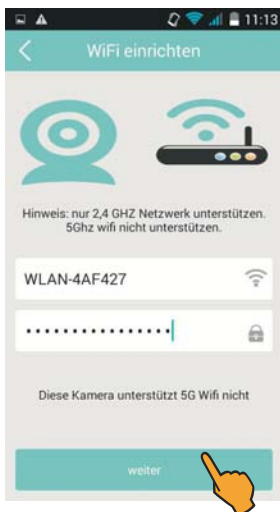 11:13
WiFi einrichten
Hinweis: nur 2,4 GHZ Netzwerk unterstützen.
5Ghz wifi nicht unterstützen.
WLAN-4AF427
••••••••••••••••
Diese Kamera unterstützt 5G Wifi nicht
weiter